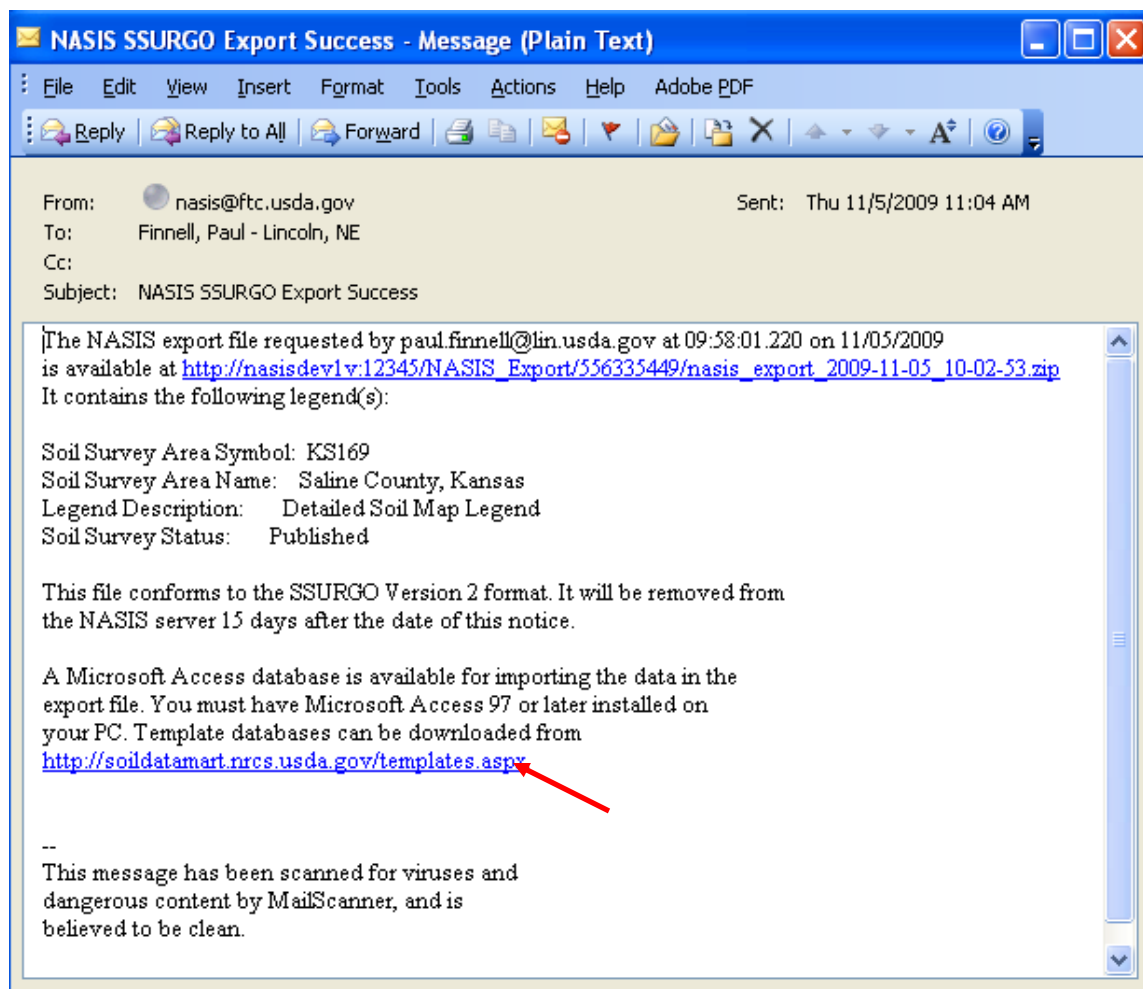 NASIS SSURGO Export Success - Message (Plain Text)
File Edit View Insert Format Tools Actions Help Adobe PDF
Reply Reply to All Forward
From: nasis@ftc.usda.gov Sent: Thu 11/5/2009 11:04 AM
To: Finnell, Paul - Lincoln, NE
Cc:
Subject: NASIS SSURGO Export Success
The NASIS export file requested by paul.finnell@lin.usda.gov at 09:58:01.220 on 11/05/2009
is available at http://nasisdev1v:12345/NASIS_Export/556335449/nasis_export_2009-11-05_10-02-53.zip
It contains the following legend(s):
Soil Survey Area Symbol: KS169
Soil Survey Area Name: Saline County, Kansas
Legend Description: Detailed Soil Map Legend
Soil Survey Status: Published
This file conforms to the SSURGO Version 2 format. It will be removed from
the NASIS server 15 days after the date of this notice.
A Microsoft Access database is available for importing the data in the
export file. You must have Microsoft Access 97 or later installed on
your PC. Template databases can be downloaded from
http://soildatamart.nrcs.usda.gov/templates.aspx
--
This message has been scanned for viruses and
dangerous content by MailScanner, and is
believed to be clean.